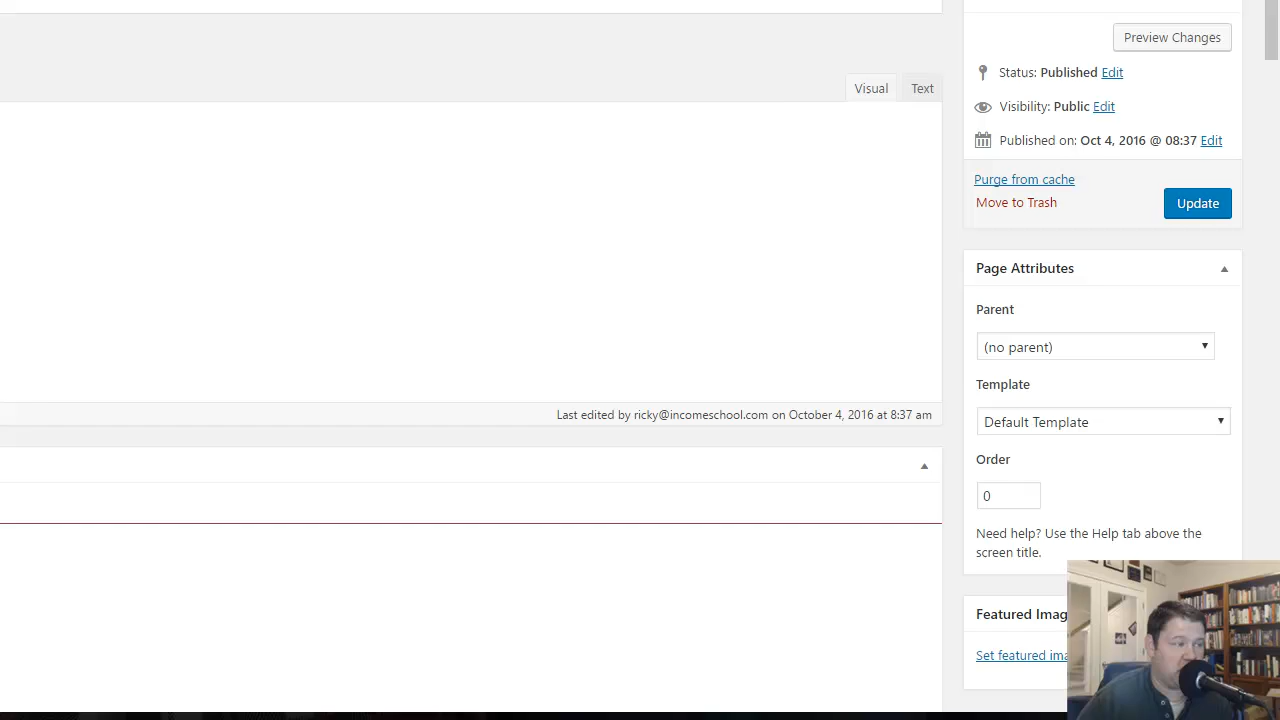 Preview Changes
Status: Published Edit
Visual Text
Visibility: Public Edit
Published on: Oct 4, 2016 @ 08:37 Edit
Purge from cache
Move to Trash
Update
Page Attributes
Parent
(no parent)
Template
Default Template
Last edited by ricky@incomeschool.com on October 4, 2016 at 8:37 am
Order
0
Need help? Use the Help tab above the
screen title.
Featured Imag
Set featured ima